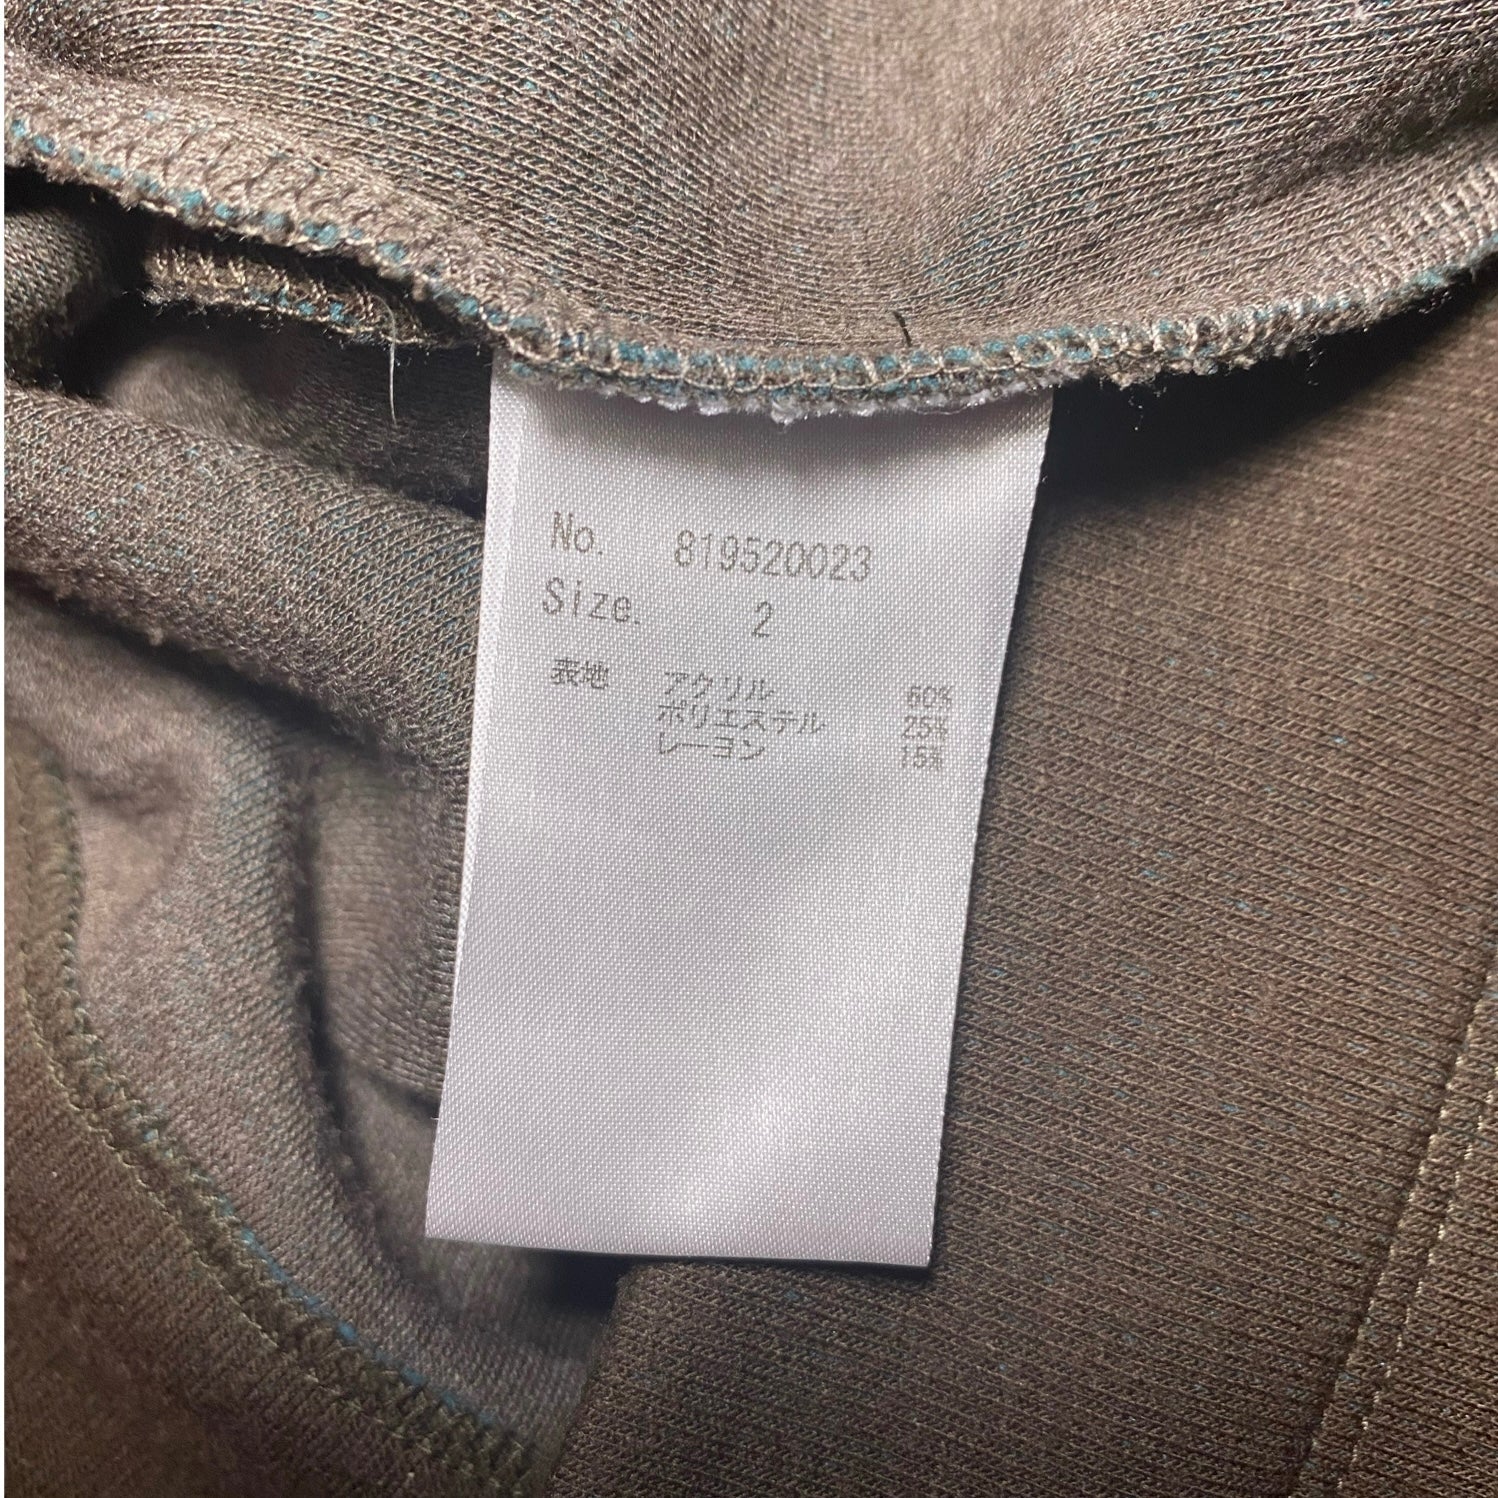 No. 819520023
Size. 2
表地 アクリル 60%
ポリエステル 25%
レーヨン 15%